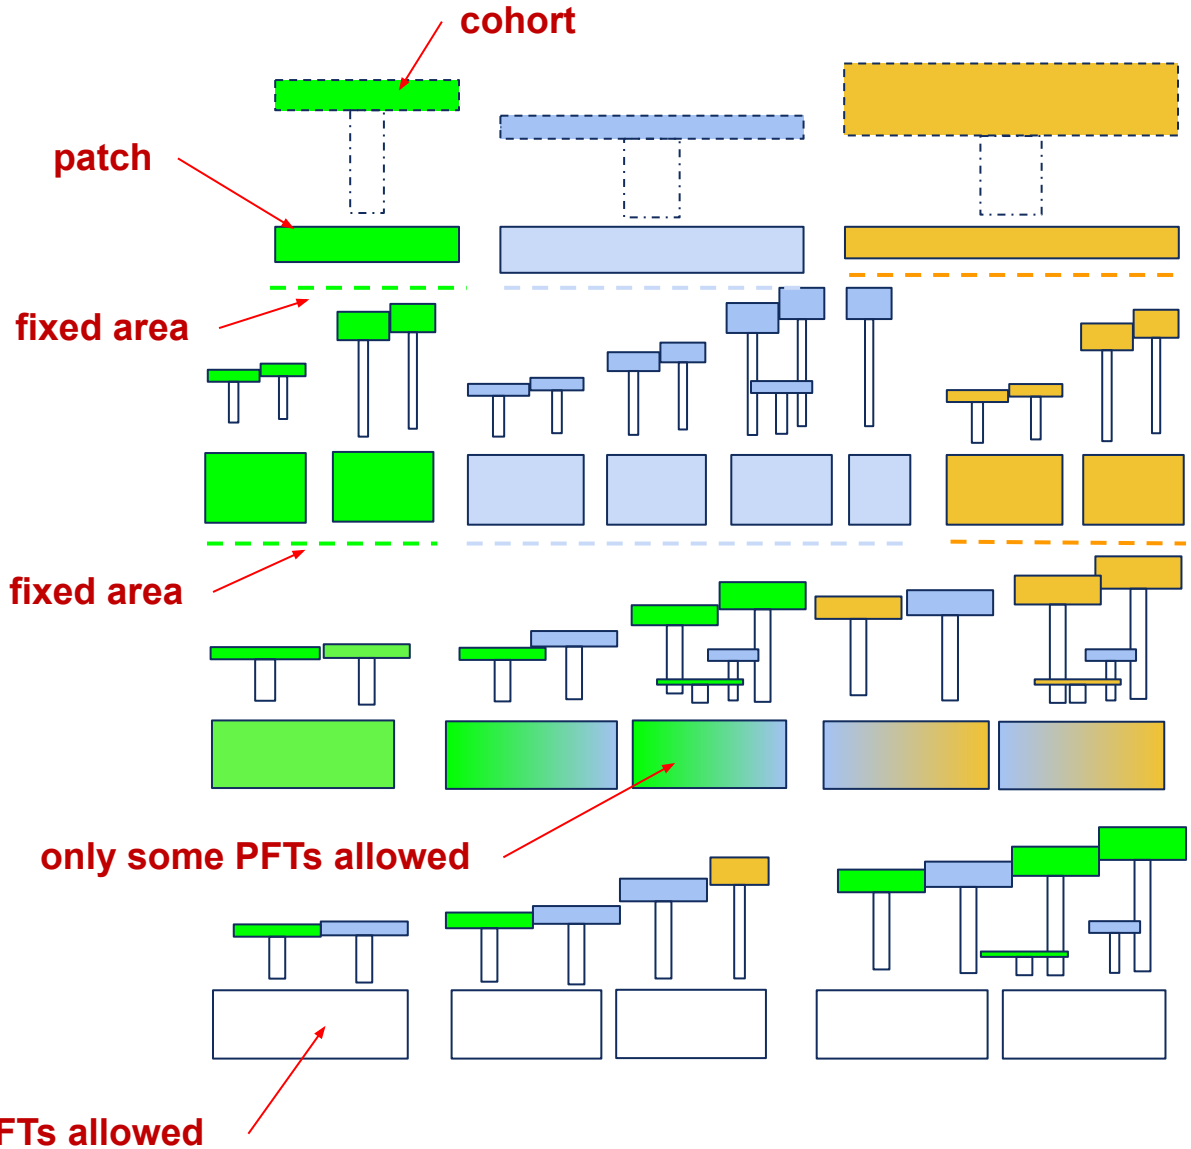 cohort
patch
fixed area
fixed area
only some PFTs allowed
FTs allowed